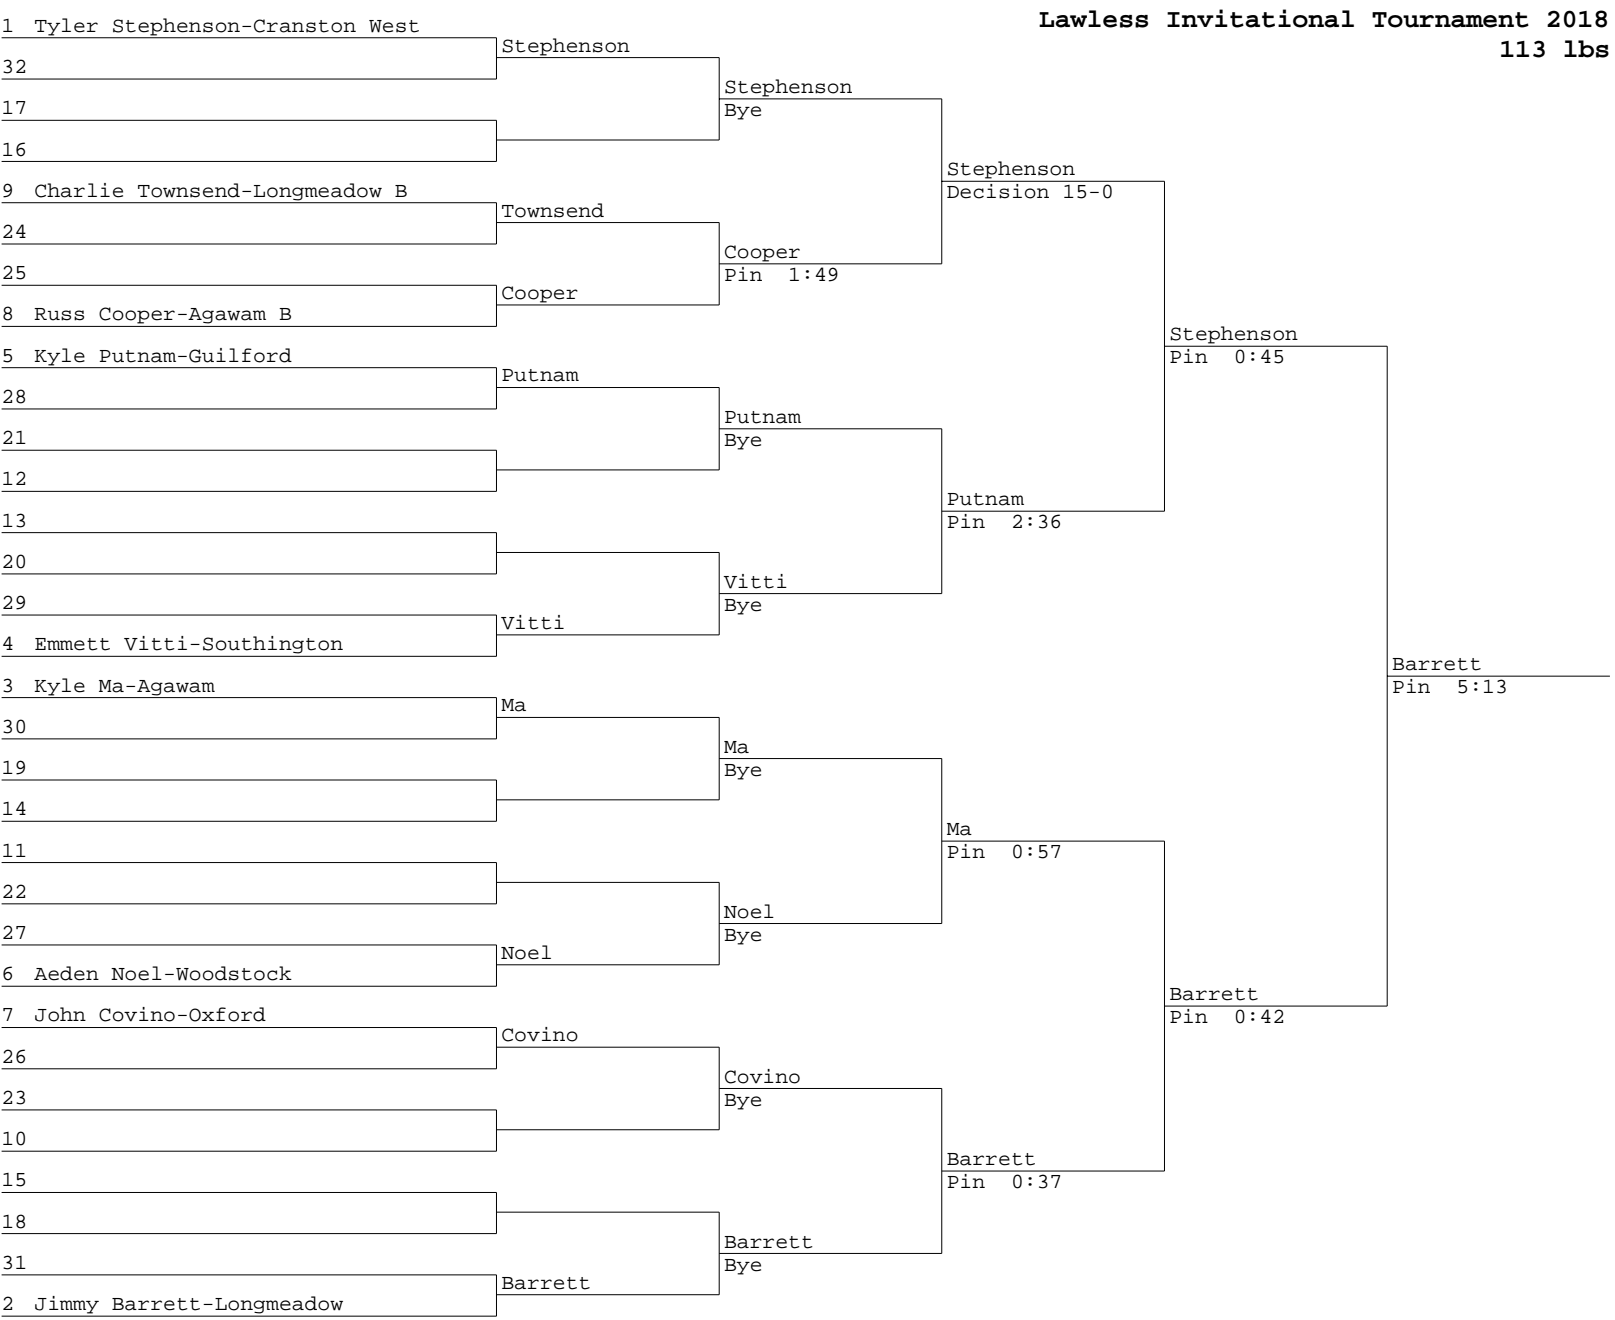 Lawless Invitational Tournament 2018
113 lbs
1 Tyler Stephenson-Cranston West
32
17
16
9 Charlie Townsend-Longmeadow B
24
25
8 Russ Cooper-Agawam B
5 Kyle Putnam-Guilford
28
21
12
13
20
29
4 Emmett Vitti-Southington
3 Kyle Ma-Agawam
30
19
14
11
22
27
6 Aeden Noel-Woodstock
7 John Covino-Oxford
26
23
10
15
18
31
2 Jimmy Barrett-Longmeadow
Stephenson
Townsend
Cooper
Putnam
Vitti
Ma
Noel
Covino
Barrett
Stephenson
Bye
Cooper
Pin 1:49
Putnam
Bye
Vitti
Bye
Ma
Bye
Noel
Bye
Covino
Bye
Barrett
Bye
Stephenson
Decision 15-0
Putnam
Pin 2:36
Ma
Pin 0:57
Barrett
Pin 0:37
Stephenson
Pin 0:45
Barrett
Pin 0:42
Barrett
Pin 5:13